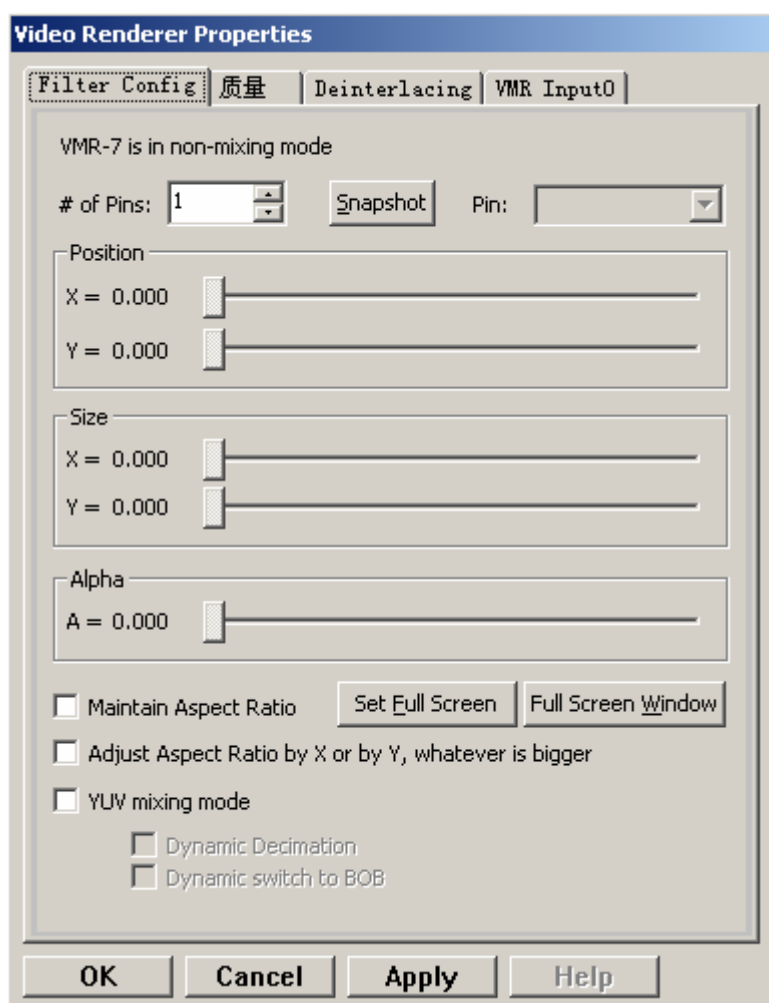 Video Renderer Properties
Filter Config 质量 Deinterlacing VMR Input0
VMR-7 is in non-mixing mode
# of Pins: 1 Snapshot Pin:
Position
X = 0.000
Y = 0.000
Size
X = 0.000
Y = 0.000
Alpha
A = 0.000
Maintain Aspect Ratio Set Full Screen Full Screen Window
Adjust Aspect Ratio by X or by Y, whatever is bigger
YUV mixing mode
Dynamic Decimation
Dynamic switch to BOB
OK Cancel Apply Help